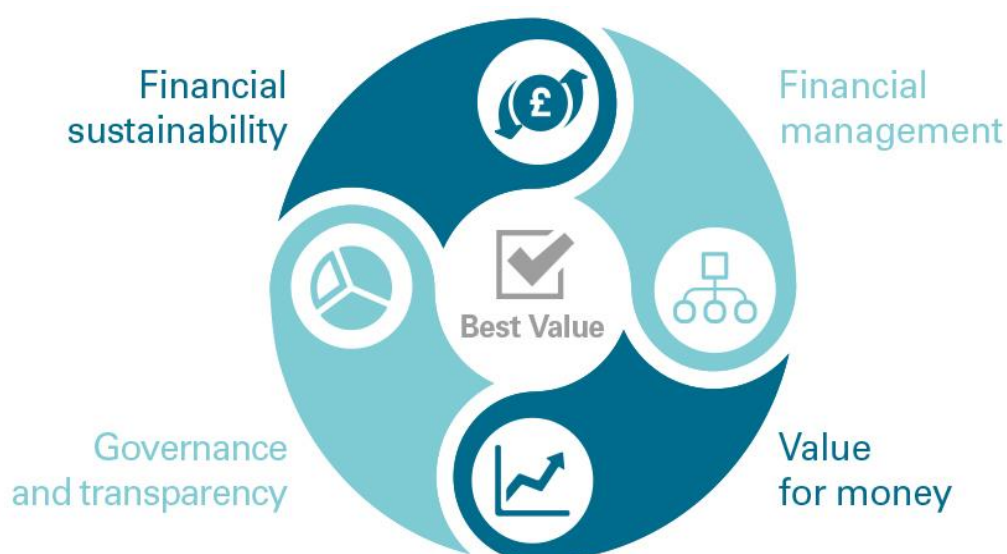 Financial
sustainability
Financial
management
£
Best Value
Governance
and transparency
Value
for money